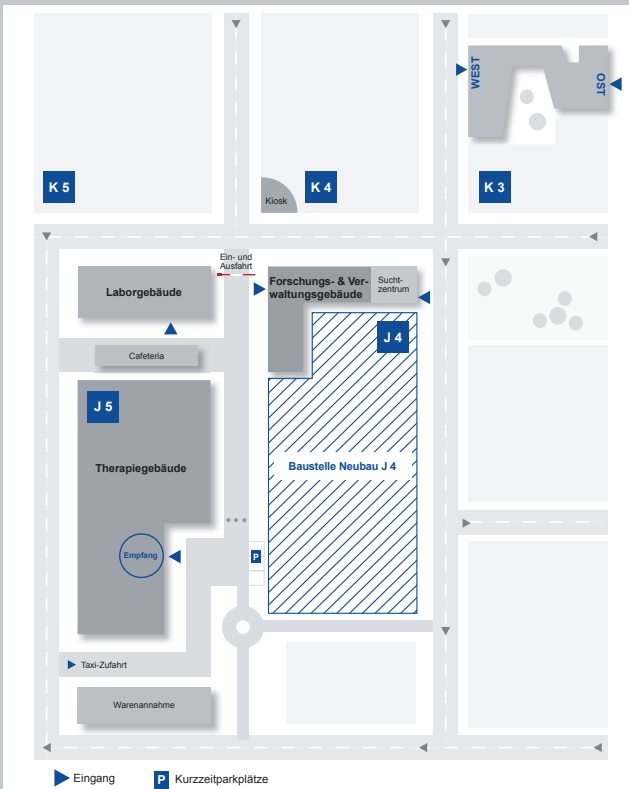 WEST
OST
K 5
K 4
K 3
Kiosk
Ein- und
Ausfahrt
Laborgebäude
Forschungs- & Ver-
waltungsgebäude
Sucht-
zentrum
J 4
Cafeteria
J 5
Therapiegebäude
Baustelle Neubau J 4
Empfang
P
Taxi-Zufahrt
Warenannahme
Eingang
P Kurzzeitparkplätze